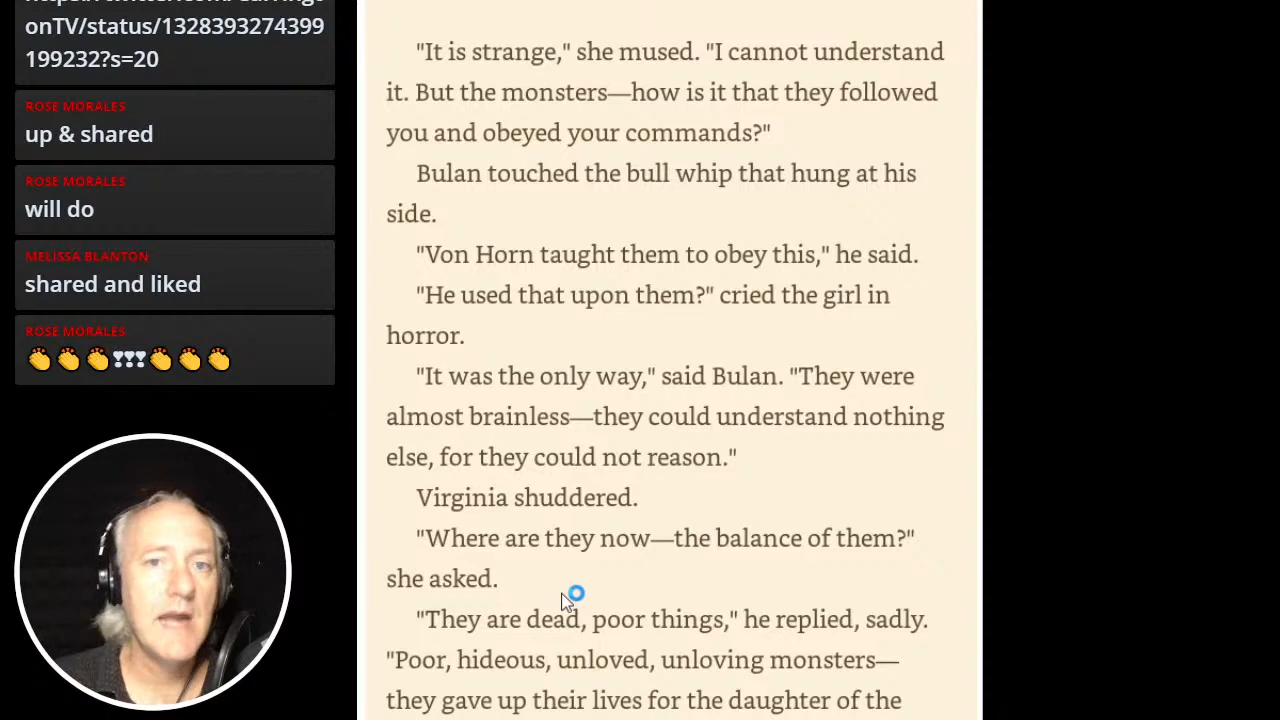 onTV/status/1328393274399
199232?s=20
ROSE MORALES
up & shared
ROSE MORALES
will do
MELISSA BLANTON
shared and liked
ROSE MORALES
👏👏👏❣❣❣👏👏👏
"It is strange," she mused. "I cannot understand
it. But the monsters—how is it that they followed
you and obeyed your commands?"
Bulan touched the bull whip that hung at his
side.
"Von Horn taught them to obey this," he said.
"He used that upon them?" cried the girl in
horror.
"It was the only way," said Bulan. "They were
almost brainless—they could understand nothing
else, for they could not reason."
Virginia shuddered.
"Where are they now—the balance of them?"
she asked.
"They are dead, poor things," he replied, sadly.
"Poor, hideous, unloved, unloving monsters—
they gave up their lives for the daughter of the